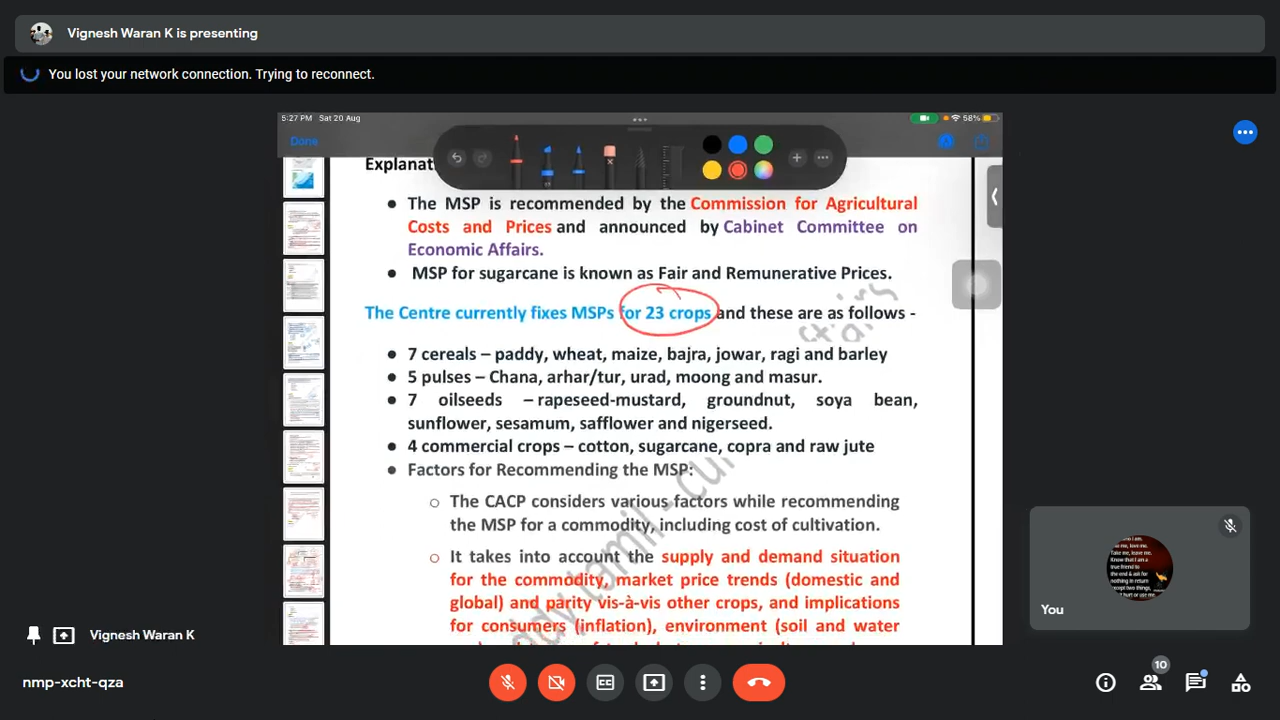 Vignesh Waran K is presenting
You lost your network connection. Trying to reconnect.
5:27 PM Sat 20 Aug
58%
Done
Explanat
The MSP is recommended by the Commission for Agricultural
Costs and Prices and announced by Cabinet Committee on
Economic Affairs.
MSP for sugarcane is known as Fair and Remunerative Prices.
The Centre currently fixes MSPs for 23 crops and these are as follows -
7 cereals – paddy, wheat, maize, bajra, jowar, ragi and barley
5 pulses – Chana, arhar/tur, urad, moong and masur.
7 oilseeds – rapeseed-mustard, groundnut, soya bean,
sunflower, sesamum, safflower and nigerseed.
4 commercial crops – cotton, sugarcane, copra and raw jute
Factors for Recommending the MSP:
The CACP considers various factors while recommending
the MSP for a commodity, including cost of cultivation.
It takes into account the supply and demand situation
for the commodity, market price trends (domestic and
global) and parity vis-à-vis other crops, and implications
for consumers (inflation), environment (soil and water
You
Vignesh Waran K
nmp-xcht-qza
10